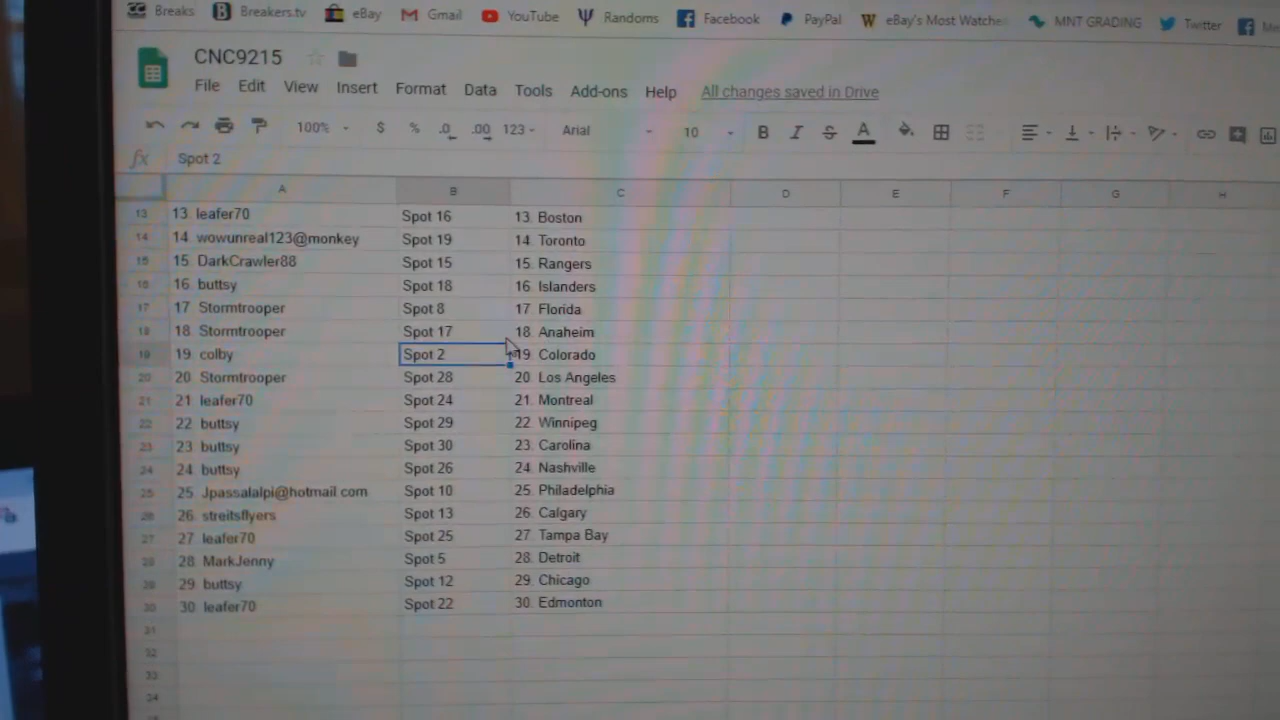 Breaks Breakers.tv eBay Gmail YouTube Randoms Facebook PayPal eBay's Most Watche MNT GRADING Twitter
CNC9215
File Edit View Insert Format Data Tools Add-ons Help All changes saved in Drive
100% $ % .0 .00 123 Arial 10 B I S A
fx Spot 2
A B C D E F G H
13 13. leafer70 Spot 16 13. Boston
14 14. wowunreal123@monkey Spot 19 14. Toronto
15 15. DarkCrawler88 Spot 15 15. Rangers
16 16. buttsy Spot 18 16. Islanders
17 17. Stormtrooper Spot 8 17. Florida
18 18. Stormtrooper Spot 17 18. Anaheim
19 19. colby Spot 2 19. Colorado
20 20. Stormtrooper Spot 28 20. Los Angeles
21 21. leafer70 Spot 24 21. Montreal
22 22. buttsy Spot 29 22. Winnipeg
23 23. buttsy Spot 30 23. Carolina
24 24. buttsy Spot 26 24. Nashville
25 25. Jpassalalpi@hotmail.com Spot 10 25. Philadelphia
26 26. streitsflyers Spot 13 26. Calgary
27 27. leafer70 Spot 25 27. Tampa Bay
28 28. MarkJenny Spot 5 28. Detroit
29 29. buttsy Spot 12 29. Chicago
30 30. leafer70 Spot 22 30. Edmonton
31
32
33
34